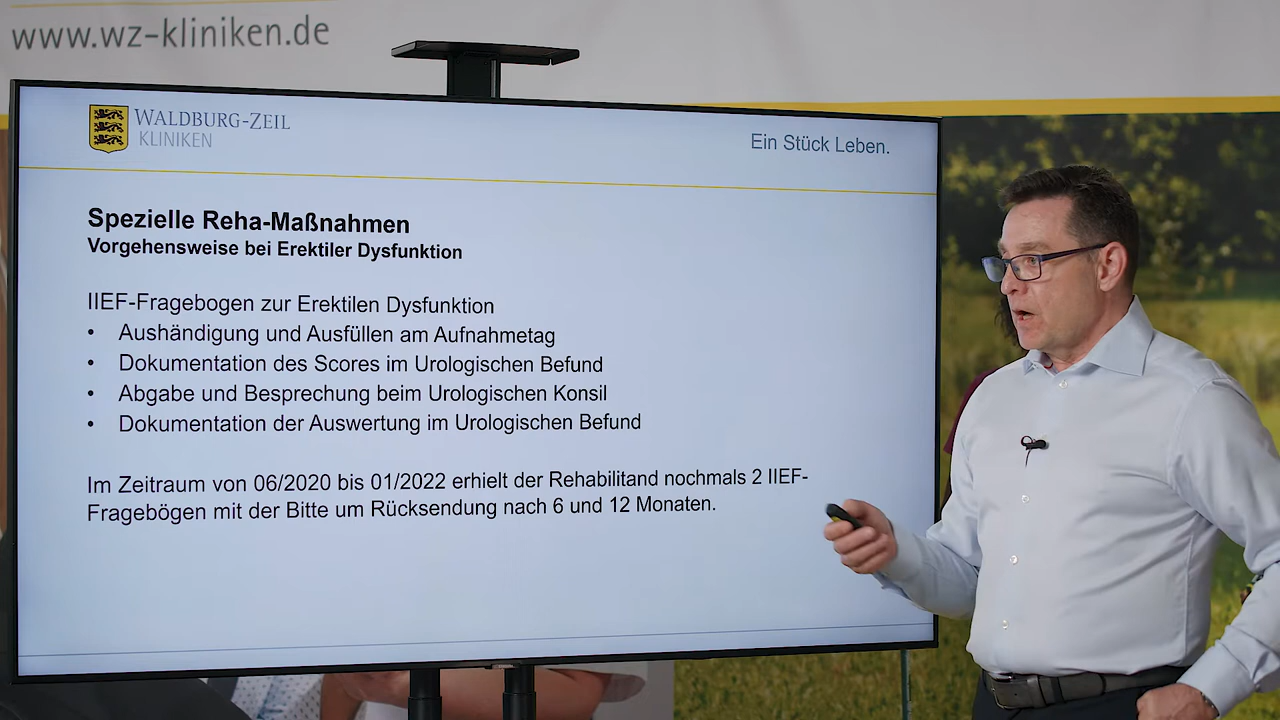 www.wz-kliniken.de
WALDBURG-ZEIL
KLINIKEN
Ein Stück Leben.
Spezielle Reha-Maßnahmen
Vorgehensweise bei Erektiler Dysfunktion
IIEF-Fragebogen zur Erektilen Dysfunktion
• Aushändigung und Ausfüllen am Aufnahmetag
• Dokumentation des Scores im Urologischen Befund
• Abgabe und Besprechung beim Urologischen Konsil
• Dokumentation der Auswertung im Urologischen Befund
Im Zeitraum von 06/2020 bis 01/2022 erhielt der Rehabilitand nochmals 2 IIEF-
Fragebögen mit der Bitte um Rücksendung nach 6 und 12 Monaten.